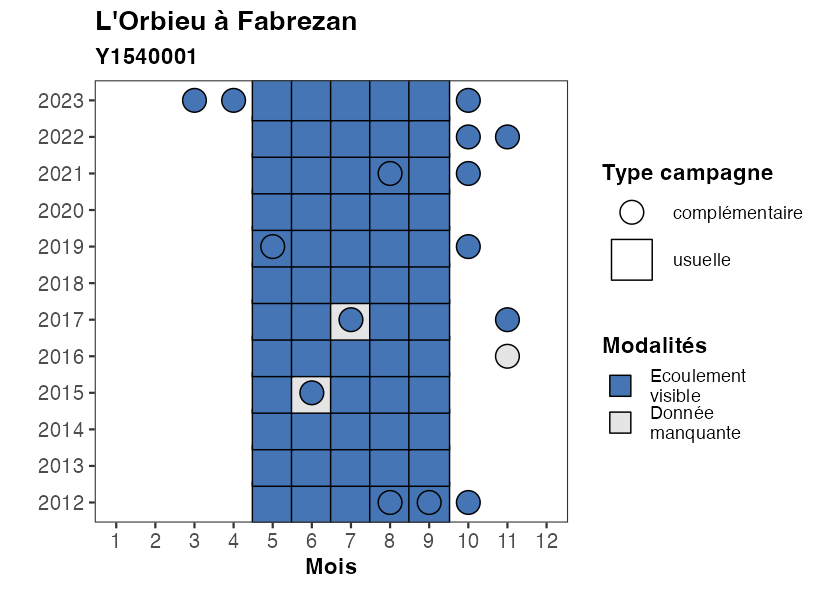 L'Orbieu à Fabrezan
Y1540001
2023
2022
2021
2020
2019
2018
2017
2016
2015
2014
2013
2012
1 2 3 4 5 6 7 8 9 10 11 12
Mois
Type campagne
complémentaire
usuelle
Modalités
Ecoulement
visible
Donnée
manquante